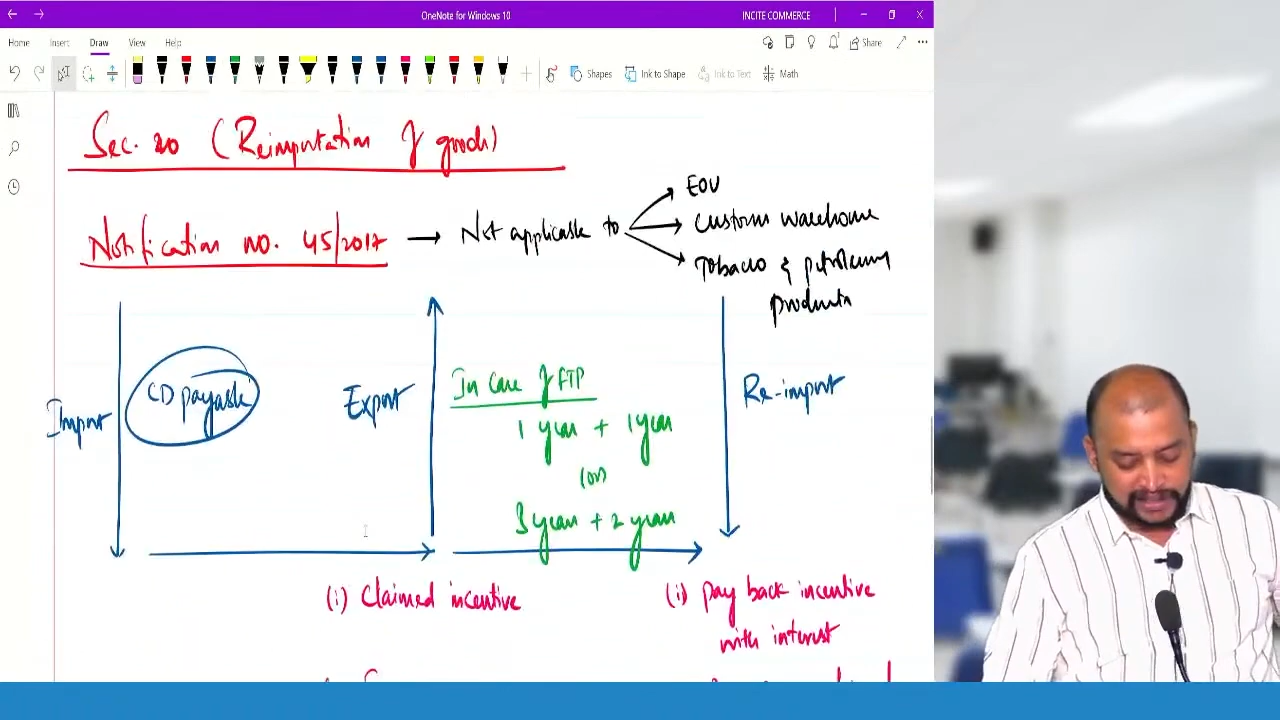 OneNote for Windows 10
INCITE COMMERCE
Home Insert Draw View Help
Share
Shapes Ink to Shape Ink to Text Math
Sec. 20 (Reimportation of goods)
Notification no. 45/2017 → Not applicable to
EOU
Custom warehouse
Tobacco & petroleum
products
Import
CD payable
Export
In Case of FTP
1 year + 1 year
(or)
3 year + 2 year
Re-import
(i) Claimed incentive
(i) pay back incentive
with interest